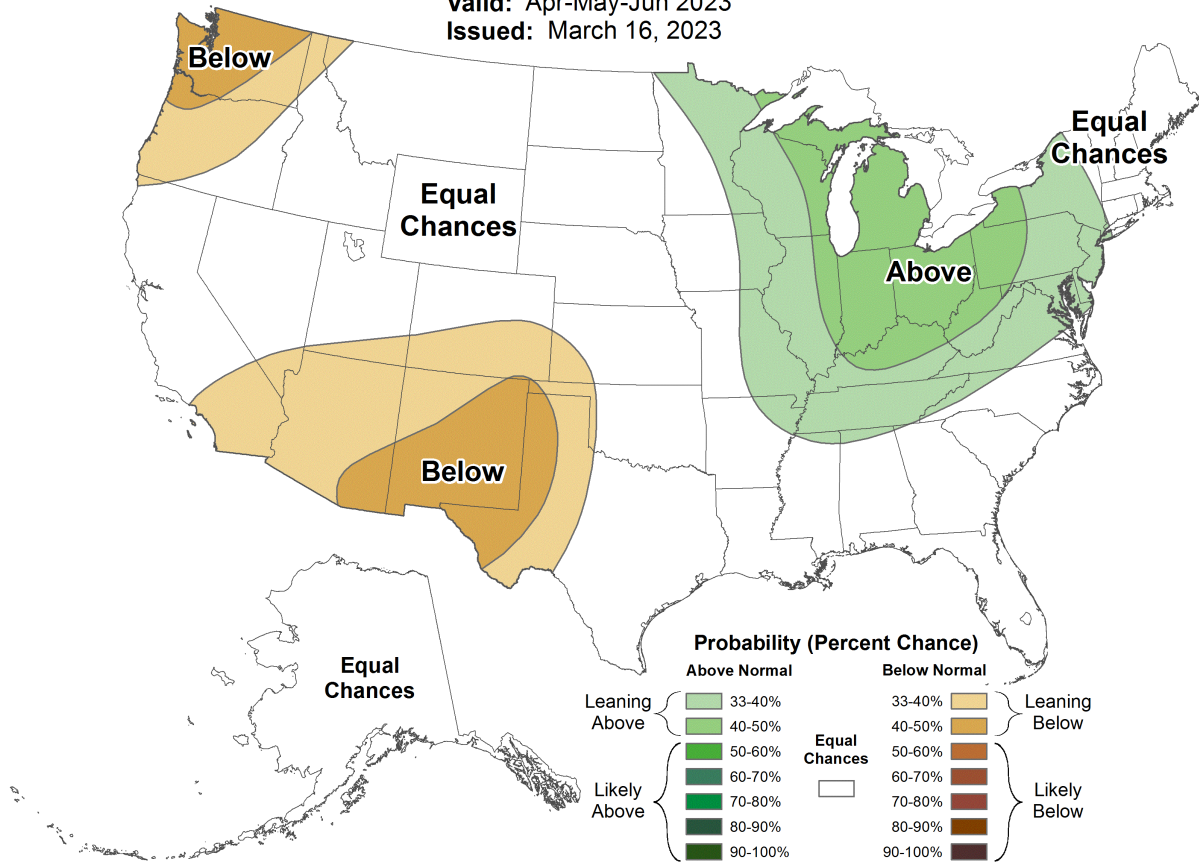 Valid: Apr-May-Jun 2023
Issued: March 16, 2023
Below
Equal
Chances
Equal
Chances
Above
Below
Equal
Chances
Probability (Percent Chance)
Above Normal
Below Normal
Leaning
Above
33-40%
40-50%
50-60%
60-70%
70-80%
80-90%
90-100%
Likely
Above
Equal
Chances
33-40%
40-50%
50-60%
60-70%
70-80%
80-90%
90-100%
Leaning
Below
Likely
Below